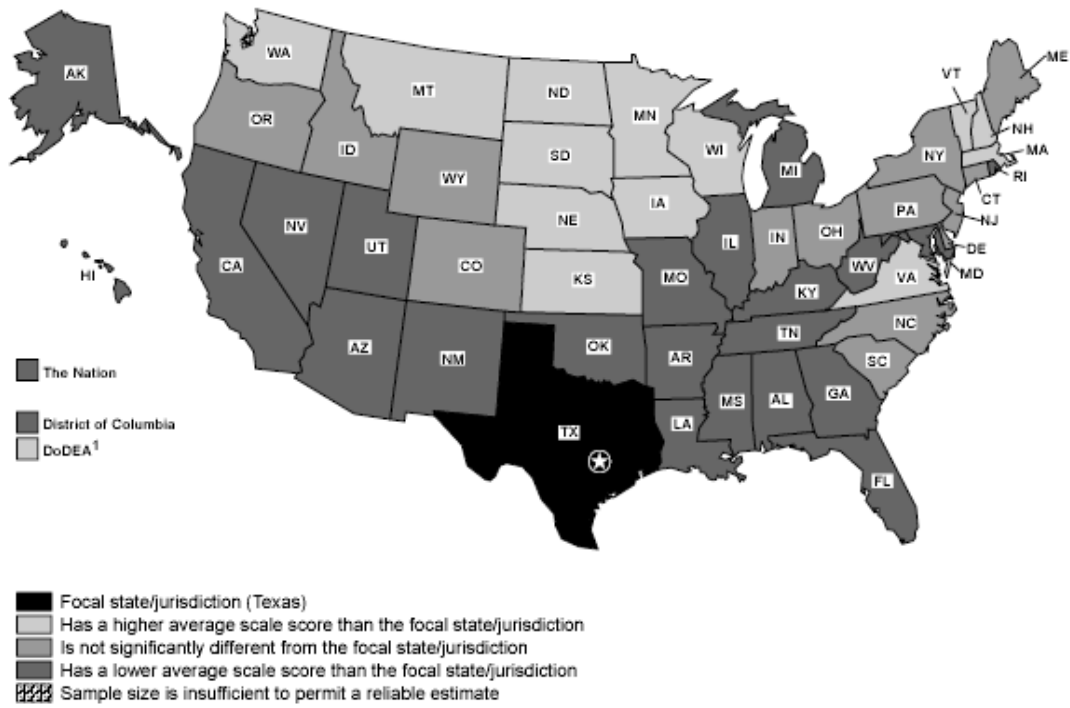 AK
WA
MT
ND
MN
VT
ME
OR
ID
SD
WI
NH
MA
WY
MI
NY
RI
CT
NE
IA
PA
NJ
NV
UT
CO
IL
IN
OH
DE
WV
MD
CA
KS
MO
KY
VA
HI
NC
TN
AZ
NM
OK
AR
SC
MS
AL
GA
TX
LA
FL
The Nation
District of Columbia
DoDEA¹
Focal state/jurisdiction (Texas)
Has a higher average scale score than the focal state/jurisdiction
Is not significantly different from the focal state/jurisdiction
Has a lower average scale score than the focal state/jurisdiction
Sample size is insufficient to permit a reliable estimate